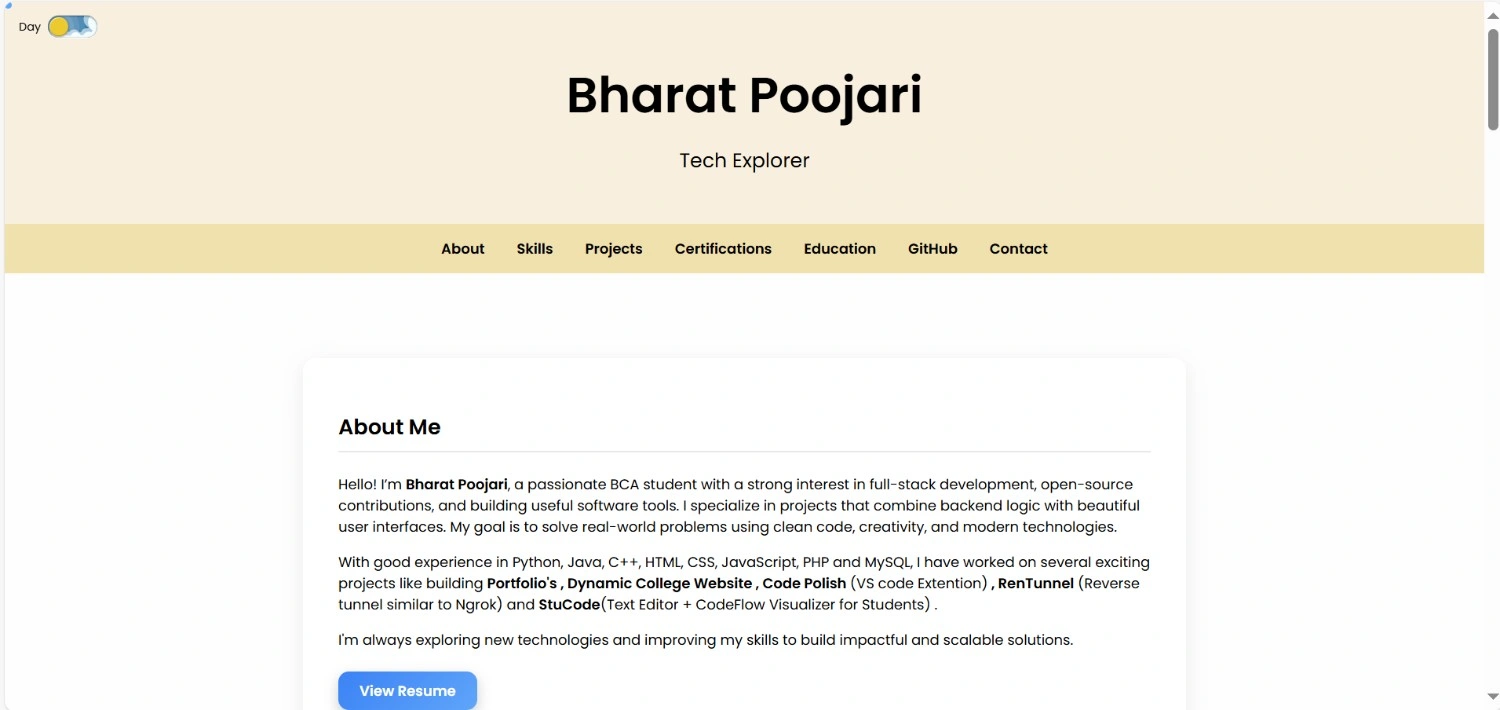 Day
Bharat Poojari
Tech Explorer
About Skills Projects Certifications Education GitHub Contact
About Me
Hello! I'm Bharat Poojari, a passionate BCA student with a strong interest in full-stack development, open-source
contributions, and building useful software tools. I specialize in projects that combine backend logic with beautiful
user interfaces. My goal is to solve real-world problems using clean code, creativity, and modern technologies.
With good experience in Python, Java, C++, HTML, CSS, JavaScript, PHP and MySQL, I have worked on several exciting
projects like building Portfolio's , Dynamic College Website , Code Polish (VS code Extention) , RenTunnel (Reverse
tunnel similar to Ngrok) and StuCode(Text Editor + CodeFlow Visualizer for Students) .
I'm always exploring new technologies and improving my skills to build impactful and scalable solutions.
View Resume